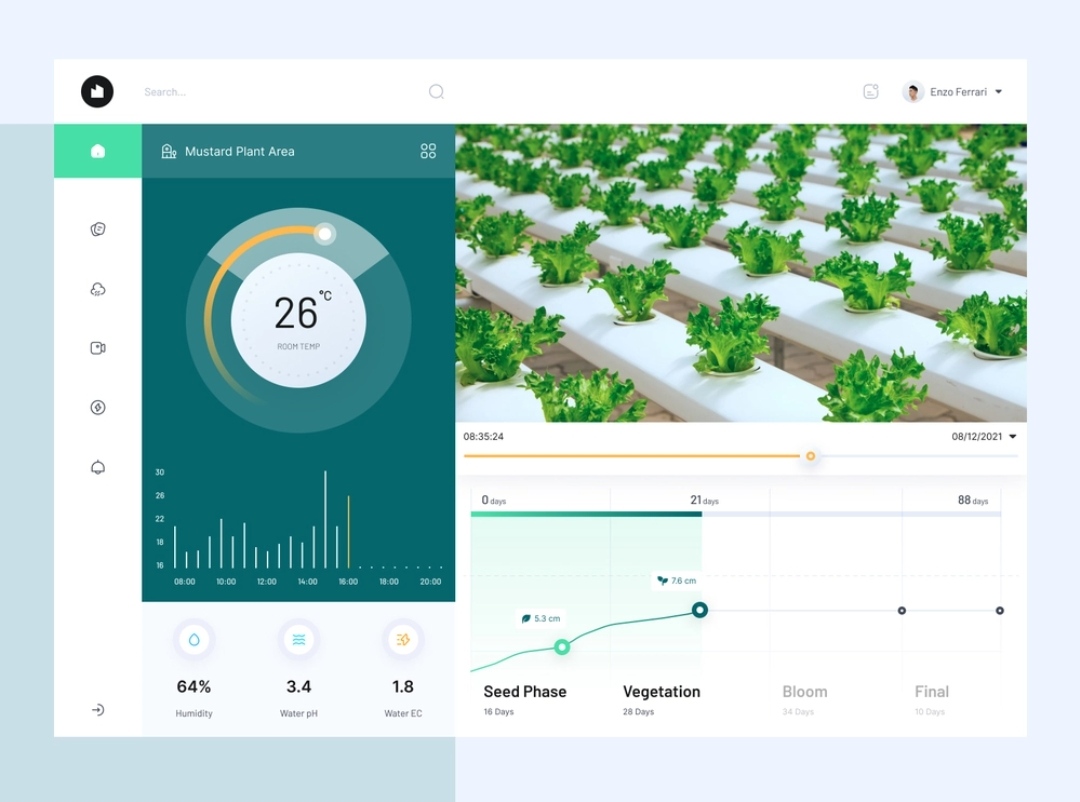 Search...
Enzo Ferrari
Mustard Plant Area
26 °C
ROOM TEMP
08:35:24
08/12/2021
30
26
22
18
16
08:00 10:00 12:00 14:00 16:00 18:00 20:00
0 days
21 days
88 days
7.6 cm
5.3 cm
64%
3.4
1.8
Humidity
Water pH
Water EC
Seed Phase
Vegetation
Bloom
Final
16 Days
28 Days
34 Days
10 Days